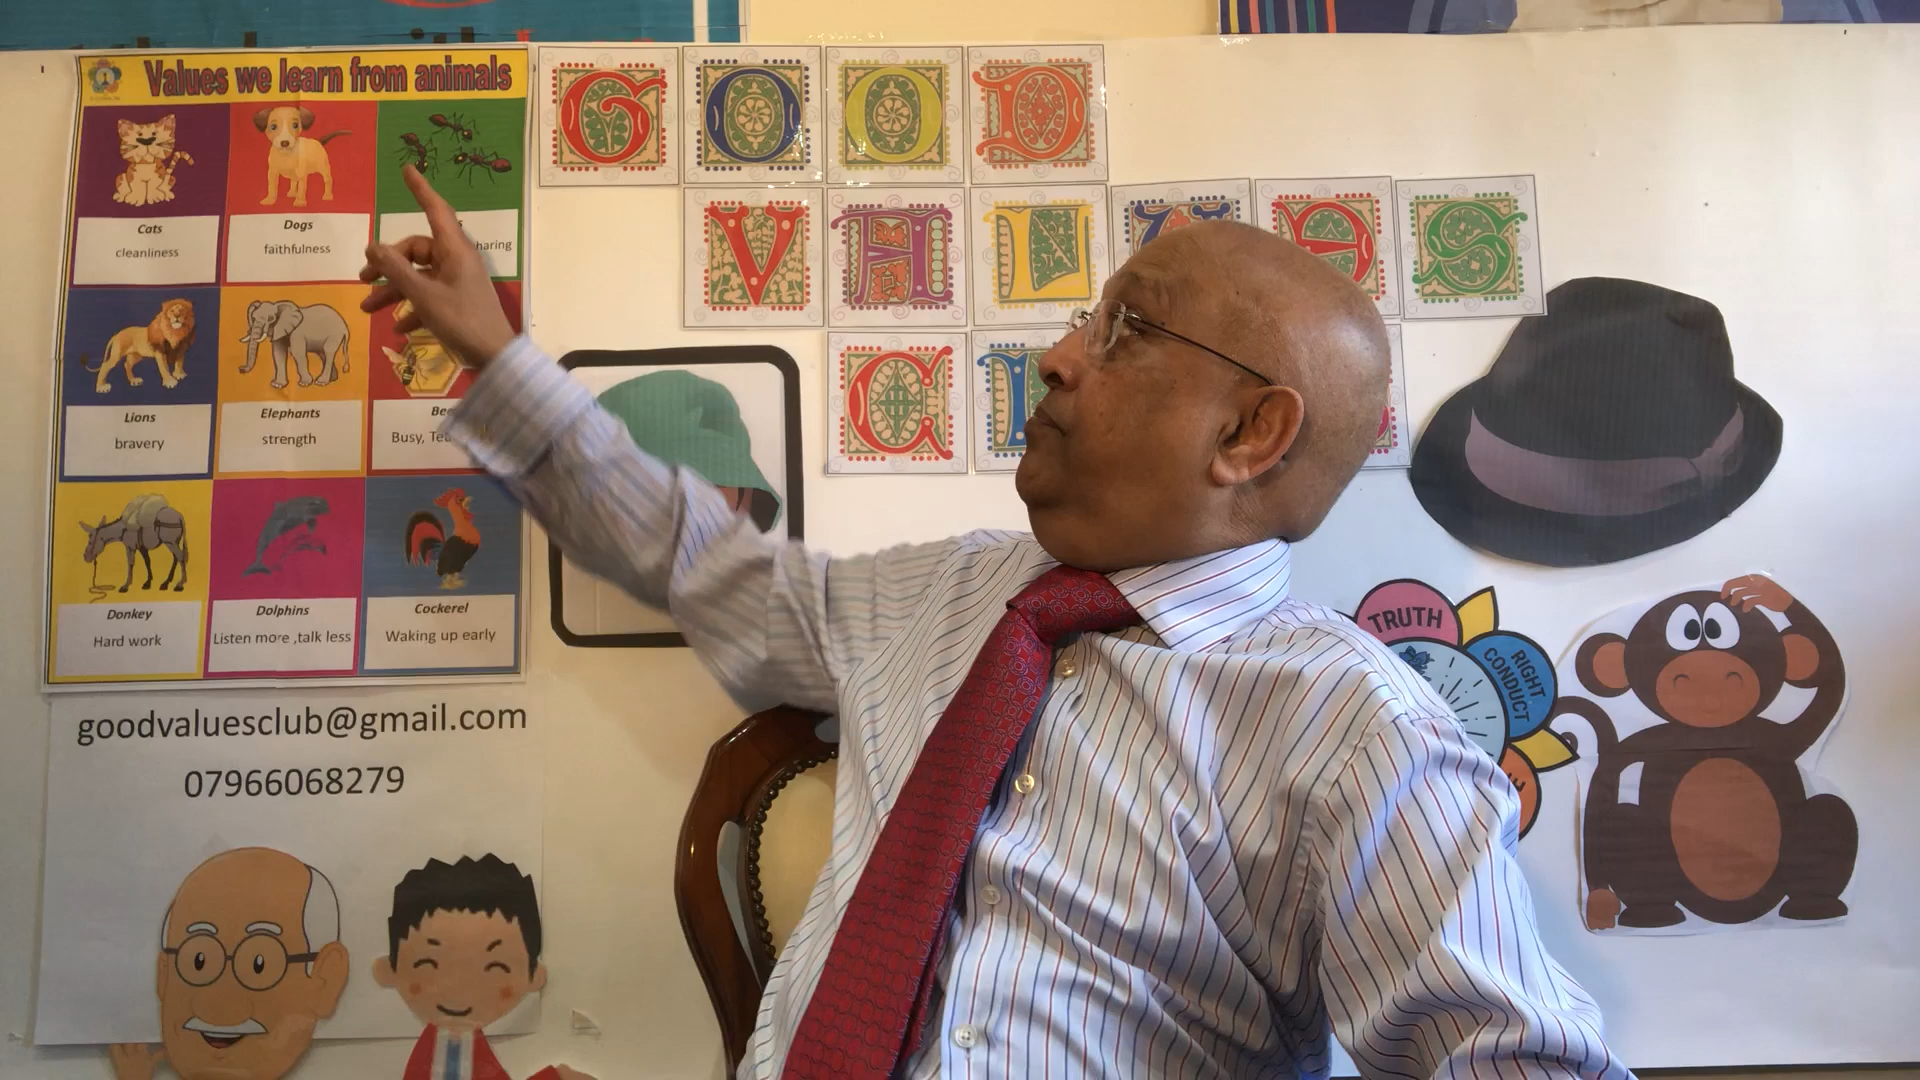 Values we learn from animals
Cats
cleanliness
Dogs
faithfulness
haring
Lions
bravery
Elephants
strength
Busy,
Donkey
Hard work
Dolphins
Listen more ,talk less
Cockerel
Waking up early
GOOD
VALUES
goodvaluesclub@gmail.com
07966068279
TRUTH
RIGHT
CONDUCT